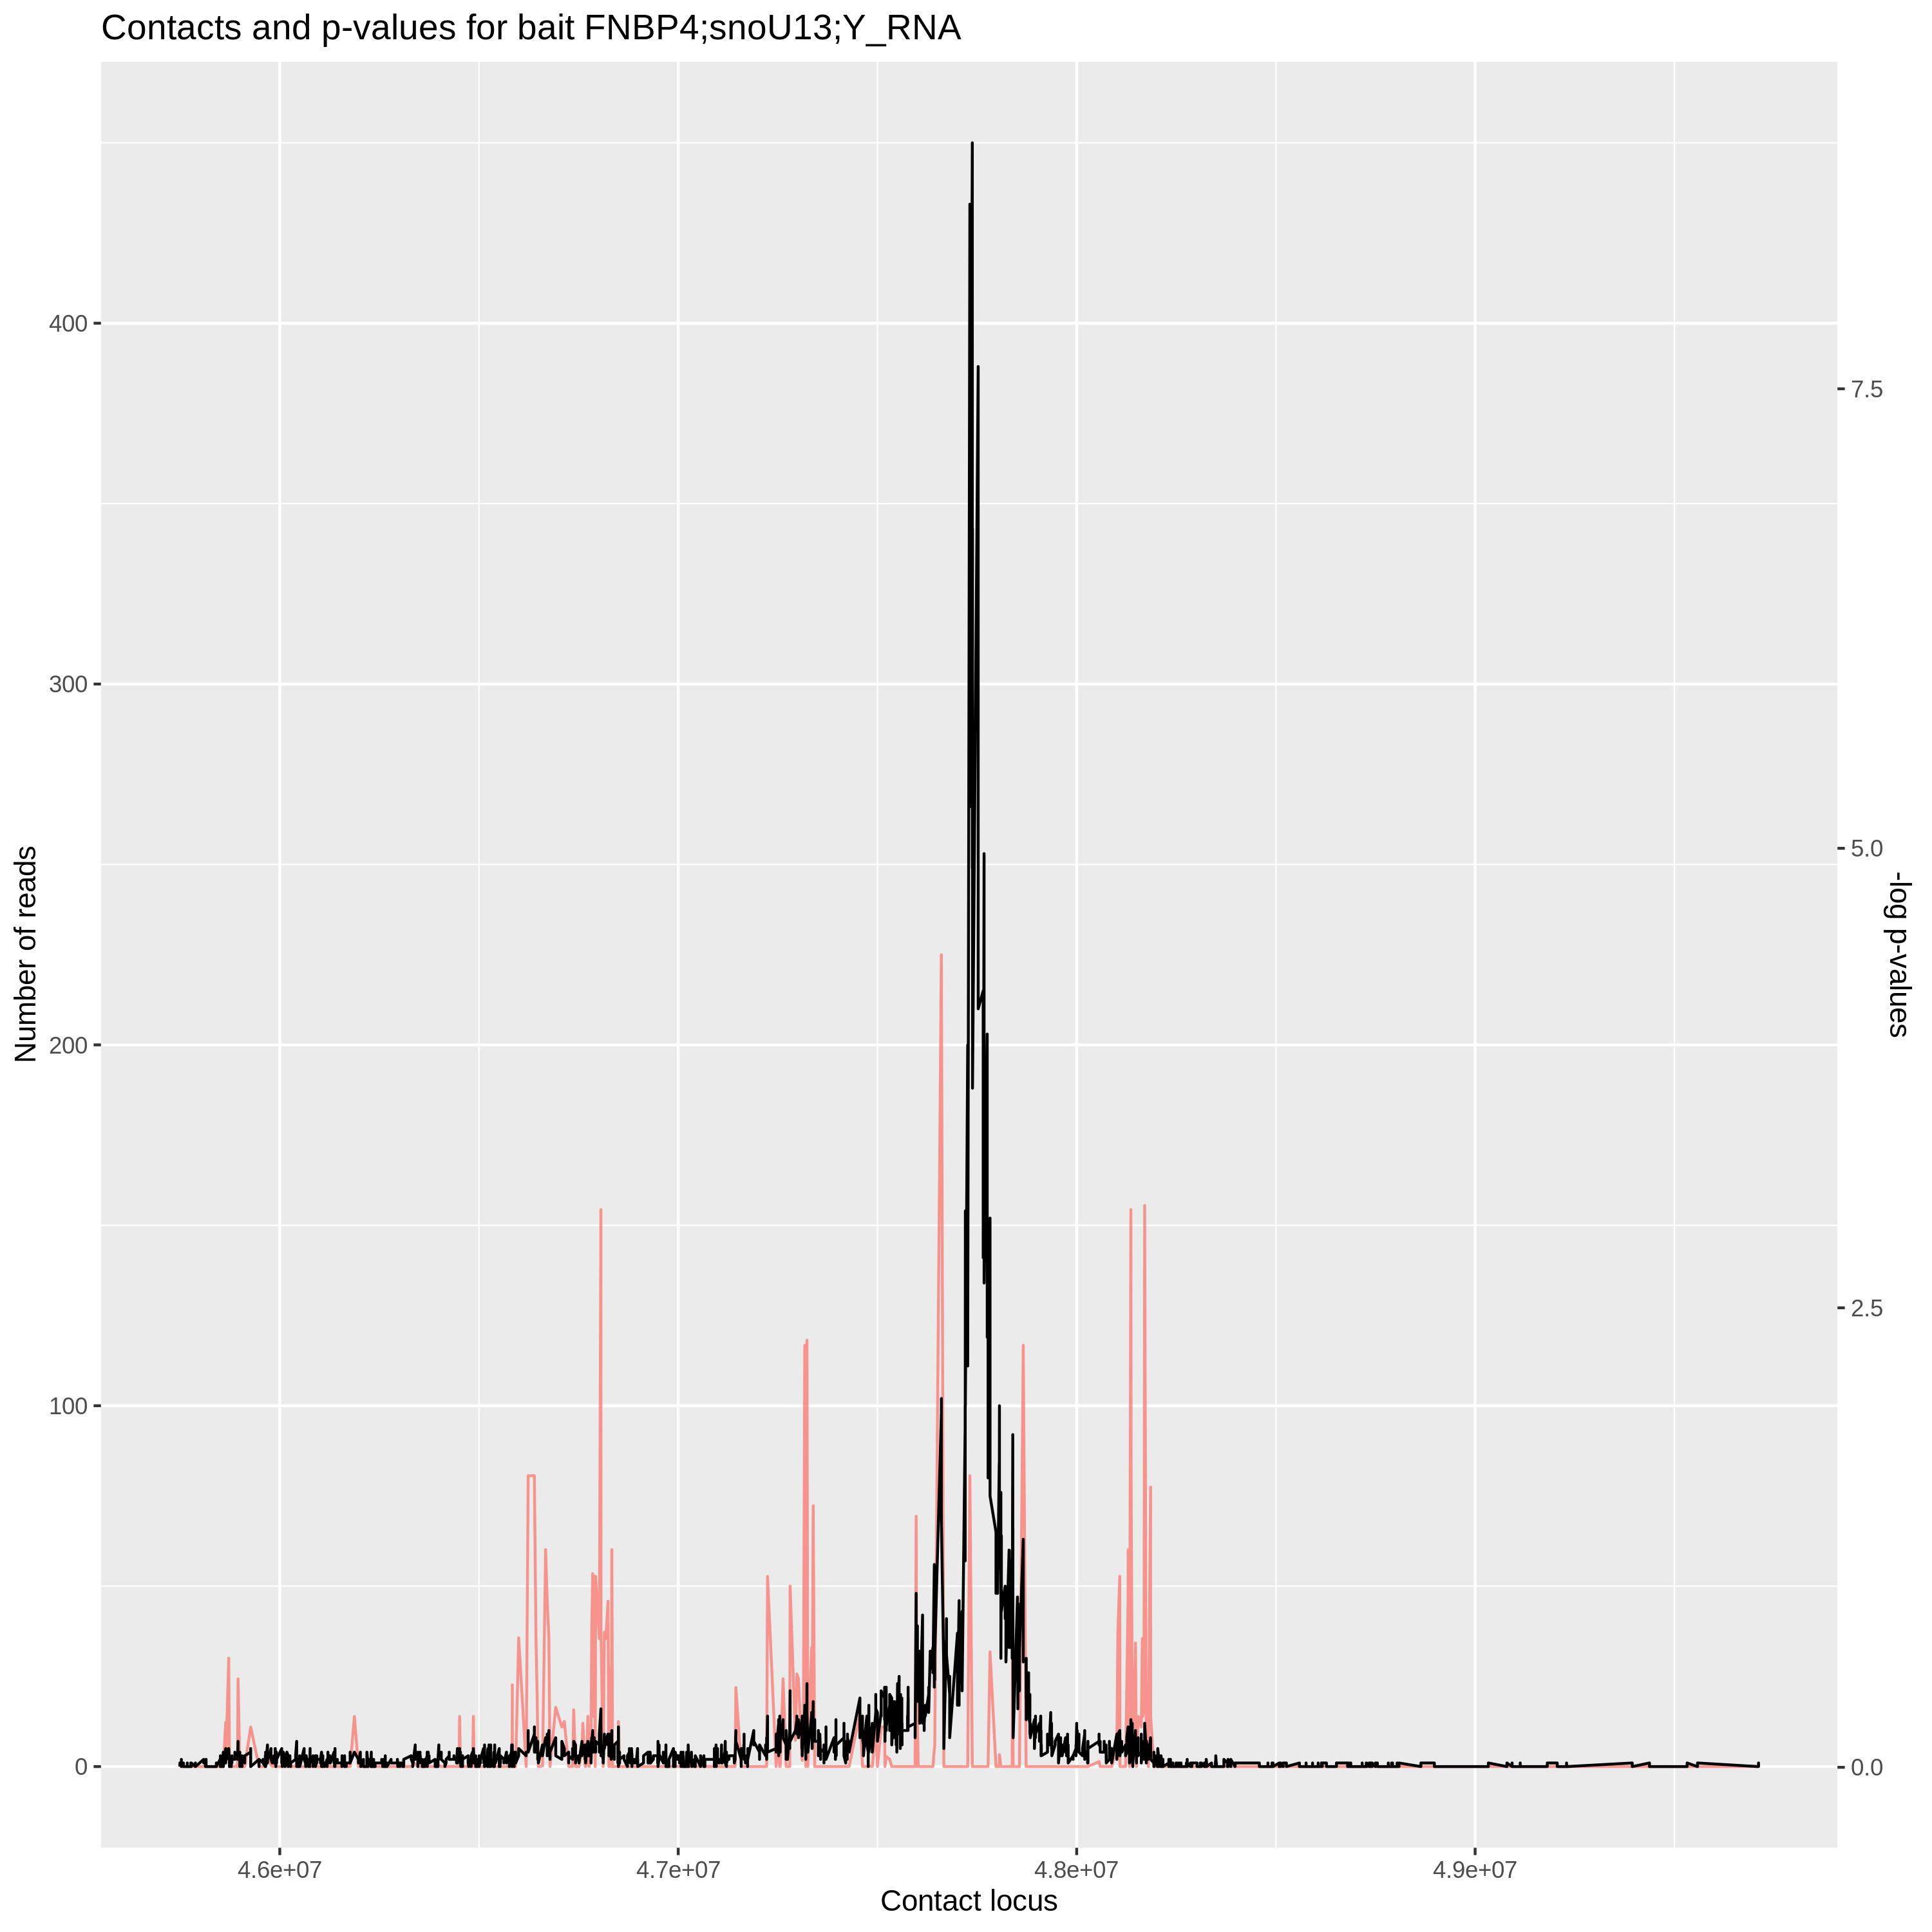 Contacts and p-values for bait FNBP4;snoU13;Y_RNA
Number of reads
400
300
200
100
0
7.5
5.0
2.5
0.0
-log p-values
4.6e+07
4.7e+07
4.8e+07
4.9e+07
Contact locus